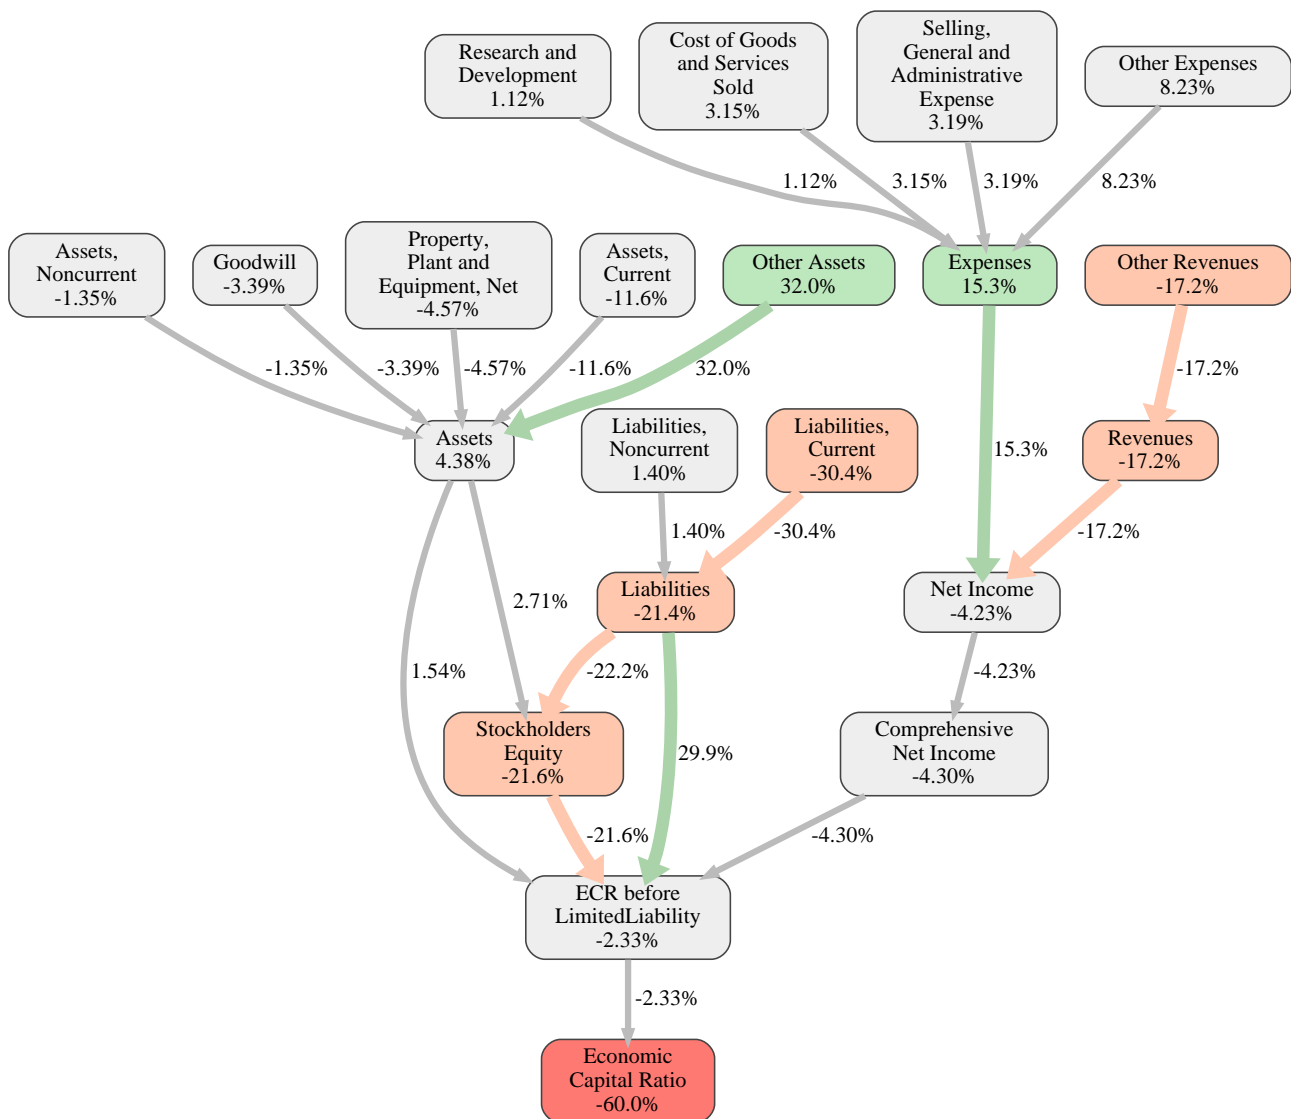 Research and
Development
1.12%
Cost of Goods
and Services
Sold
3.15%
Selling,
General and
Administrative
Expense
3.19%
Other Expenses
8.23%
1.12%
3.15%
3.19%
8.23%
Assets,
Noncurrent
-1.35%
Goodwill
-3.39%
Property,
Plant and
Equipment, Net
-4.57%
Assets,
Current
-11.6%
Other Assets
32.0%
Expenses
15.3%
Other Revenues
-17.2%
-1.35%
-3.39%
-4.57%
-11.6%
32.0%
-17.2%
Assets
4.38%
Liabilities,
Noncurrent
1.40%
Liabilities,
Current
-30.4%
15.3%
Revenues
-17.2%
1.40%
-30.4%
-17.2%
Liabilities
-21.4%
Net Income
-4.23%
2.71%
1.54%
-22.2%
-4.23%
Stockholders
Equity
-21.6%
29.9%
Comprehensive
Net Income
-4.30%
-21.6%
-4.30%
ECR before
LimitedLiability
-2.33%
-2.33%
Economic
Capital Ratio
-60.0%